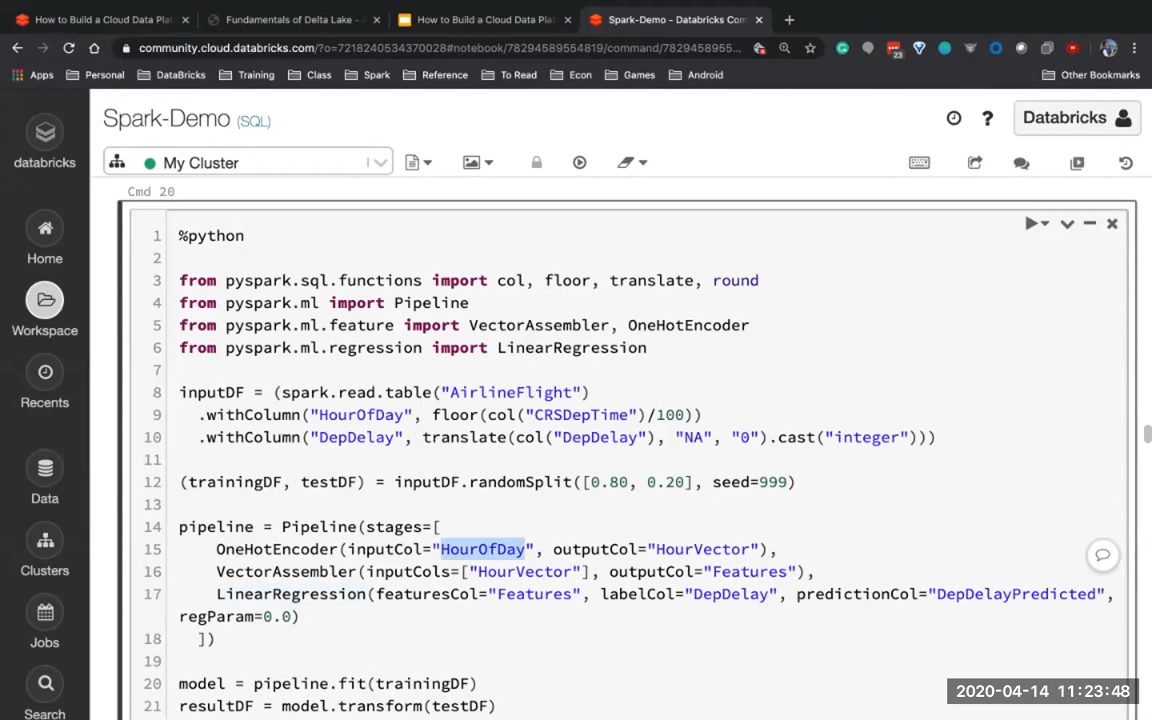 How to Build a Cloud Data Plat
Fundamentals of Delta Lake -
How to Build a Cloud Data Plat
Spark-Demo - Databricks Com
community.cloud.databricks.com/?o=7218240534370028#notebook/78294589554819/command/7829458955...
23
Apps Personal DataBricks Training Class Spark Reference To Read Econ Games Android Other Bookmarks
databricks
Home
Workspace
Recents
Data
Clusters
Jobs
Search
Spark-Demo (SQL)
? Databricks
My Cluster
Cmd 20
1 %python
2
3 from pyspark.sql.functions import col, floor, translate, round
4 from pyspark.ml import Pipeline
5 from pyspark.ml.feature import VectorAssembler, OneHotEncoder
6 from pyspark.ml.regression import LinearRegression
7
8 inputDF = (spark.read.table("AirlineFlight")
9 .withColumn("HourOfDay", floor(col("CRSDepTime")/100))
10 .withColumn("DepDelay", translate(col("DepDelay"), "NA", "0").cast("integer")))
11
12 (trainingDF, testDF) = inputDF.randomSplit([0.80, 0.20], seed=999)
13
14 pipeline = Pipeline(stages=[
15 OneHotEncoder(inputCol="HourOfDay", outputCol="HourVector"),
16 VectorAssembler(inputCols=["HourVector"], outputCol="Features"),
17 LinearRegression(featuresCol="Features", labelCol="DepDelay", predictionCol="DepDelayPredicted",
regParam=0.0)
18 ])
19
20 model = pipeline.fit(trainingDF)
21 resultDF = model.transform(testDF)
2020-04-14 11:23:48